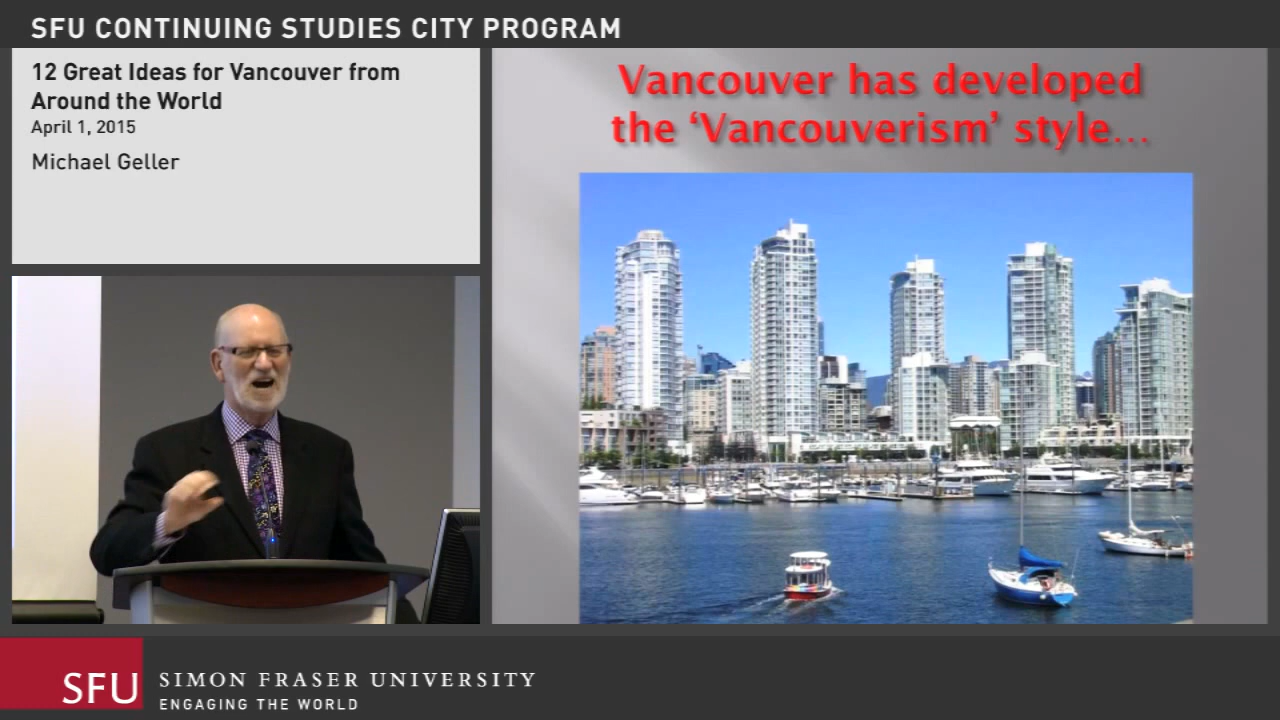 SFU CONTINUING STUDIES CITY PROGRAM
12 Great Ideas for Vancouver from
Around the World
April 1, 2015
Michael Geller
Vancouver has developed
the ‘Vancouverism’ style…
SFU
SIMON FRASER UNIVERSITY
ENGAGING THE WORLD